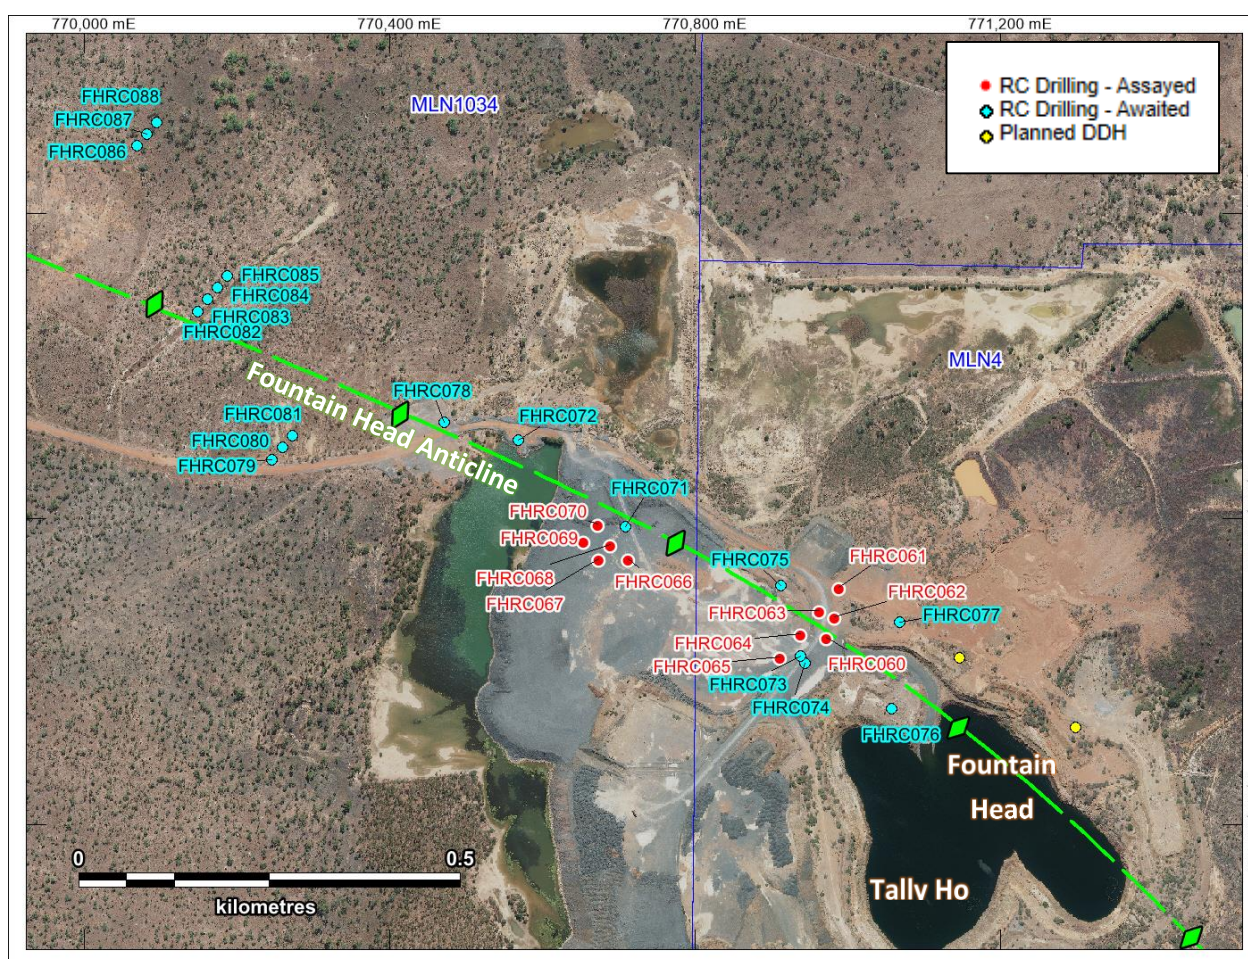 770,000 mE
770,400 mE
770,800 mE
771,200 mE
RC Drilling - Assayed
RC Drilling - Awaited
Planned DDH
FHRC088
MLN1034
FHRC087
FHRC086
FHRC085
FHRC084
FHRC083
FHRC082
MLN4
Fountain Head Anticline
FHRC078
FHRC072
FHRC081
FHRC080
FHRC079
FHRC071
FHRC070
FHRC069
FHRC068
FHRC067
FHRC066
FHRC075
FHRC061
FHRC062
FHRC063
FHRC077
FHRC064
FHRC065
FHRC060
FHRC073
FHRC074
FHRC076
Fountain
Head
Tally Ho
0
0.5
kilometres